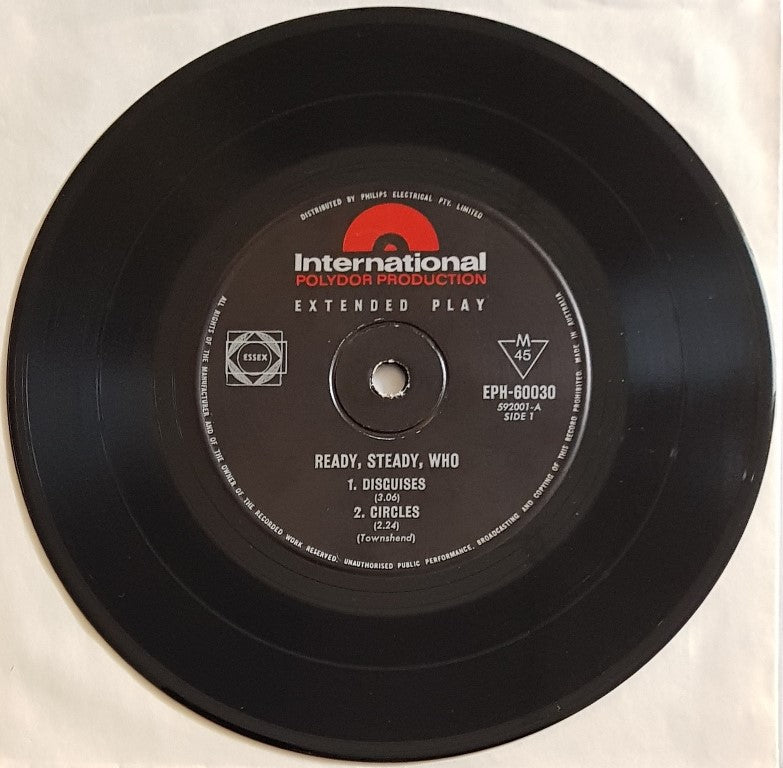 DISTRIBUTED BY PHILIPS ELECTRICAL PTY. LIMITED
International
POLYDOR PRODUCTION
EXTENDED PLAY
ESSEX
M
45
EPH-60030
592001-A
SIDE 1
READY, STEADY, WHO
1. DISGUISES
(3.06)
2. CIRCLES
(2.24)
(Townshend)
ALL RIGHTS OF THE MANUFACTURER AND OF THE OWNER OF THE RECORDED WORK RESERVED. UNAUTHORISED PUBLIC PERFORMANCE, BROADCASTING AND COPYING OF THIS RECORD PROHIBITED. MADE IN AUSTRALIA